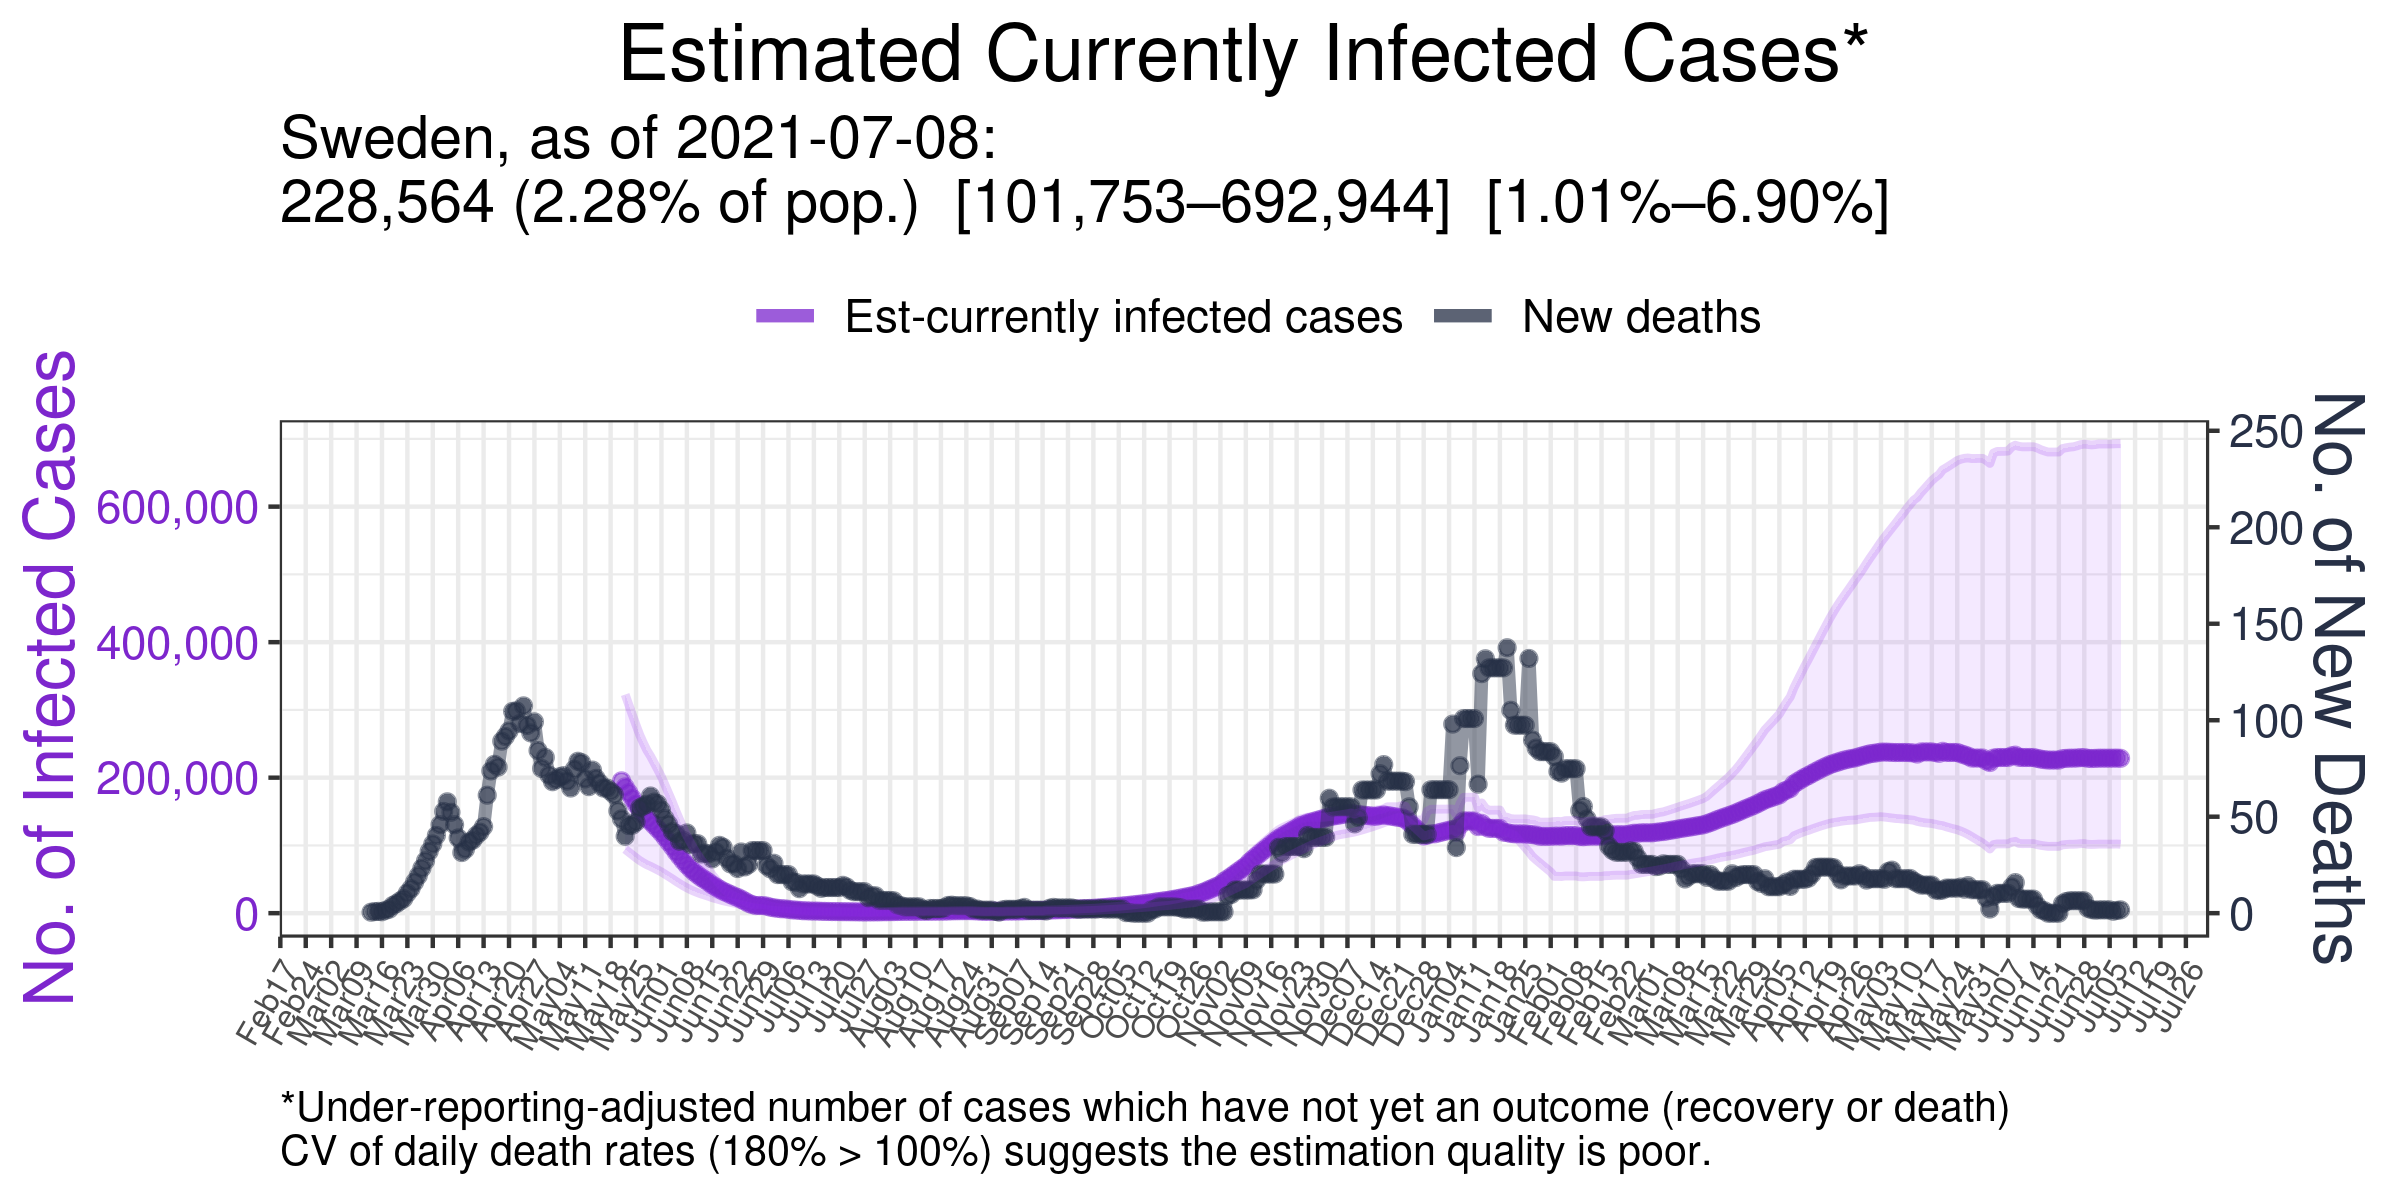 Estimated Currently Infected Cases*
Sweden, as of 2021-07-08:
228,564 (2.28% of pop.) [101,753–692,944] [1.01%–6.90%]
Est-currently infected cases
New deaths
No. of Infected Cases
600,000
400,000
200,000
0
250
200
150
100
50
0
No. of New Deaths
Feb17
Feb24
Mar02
Mar09
Mar16
Mar23
Mar30
Apr06
Apr13
Apr20
Apr27
May04
May11
May18
May25
Jun01
Jun08
Jun15
Jun22
Jun29
Jul06
Jul13
Jul20
Jul27
Aug03
Aug10
Aug17
Aug24
Aug31
Sep07
Sep14
Sep21
Sep28
Oct05
Oct12
Oct19
Oct26
Nov02
Nov09
Nov16
Nov23
Nov30
Dec07
Dec14
Dec21
Dec28
Jan04
Jan11
Jan18
Jan25
Feb01
Feb08
Feb15
Feb22
Mar01
Mar08
Mar15
Mar22
Mar29
Apr05
Apr12
Apr19
Apr26
May03
May10
May17
May24
May31
Jun07
Jun14
Jun21
Jun28
Jul05
Jul12
Jul19
Jul26
*Under-reporting-adjusted number of cases which have not yet an outcome (recovery or death)
CV of daily death rates (180% > 100%) suggests the estimation quality is poor.